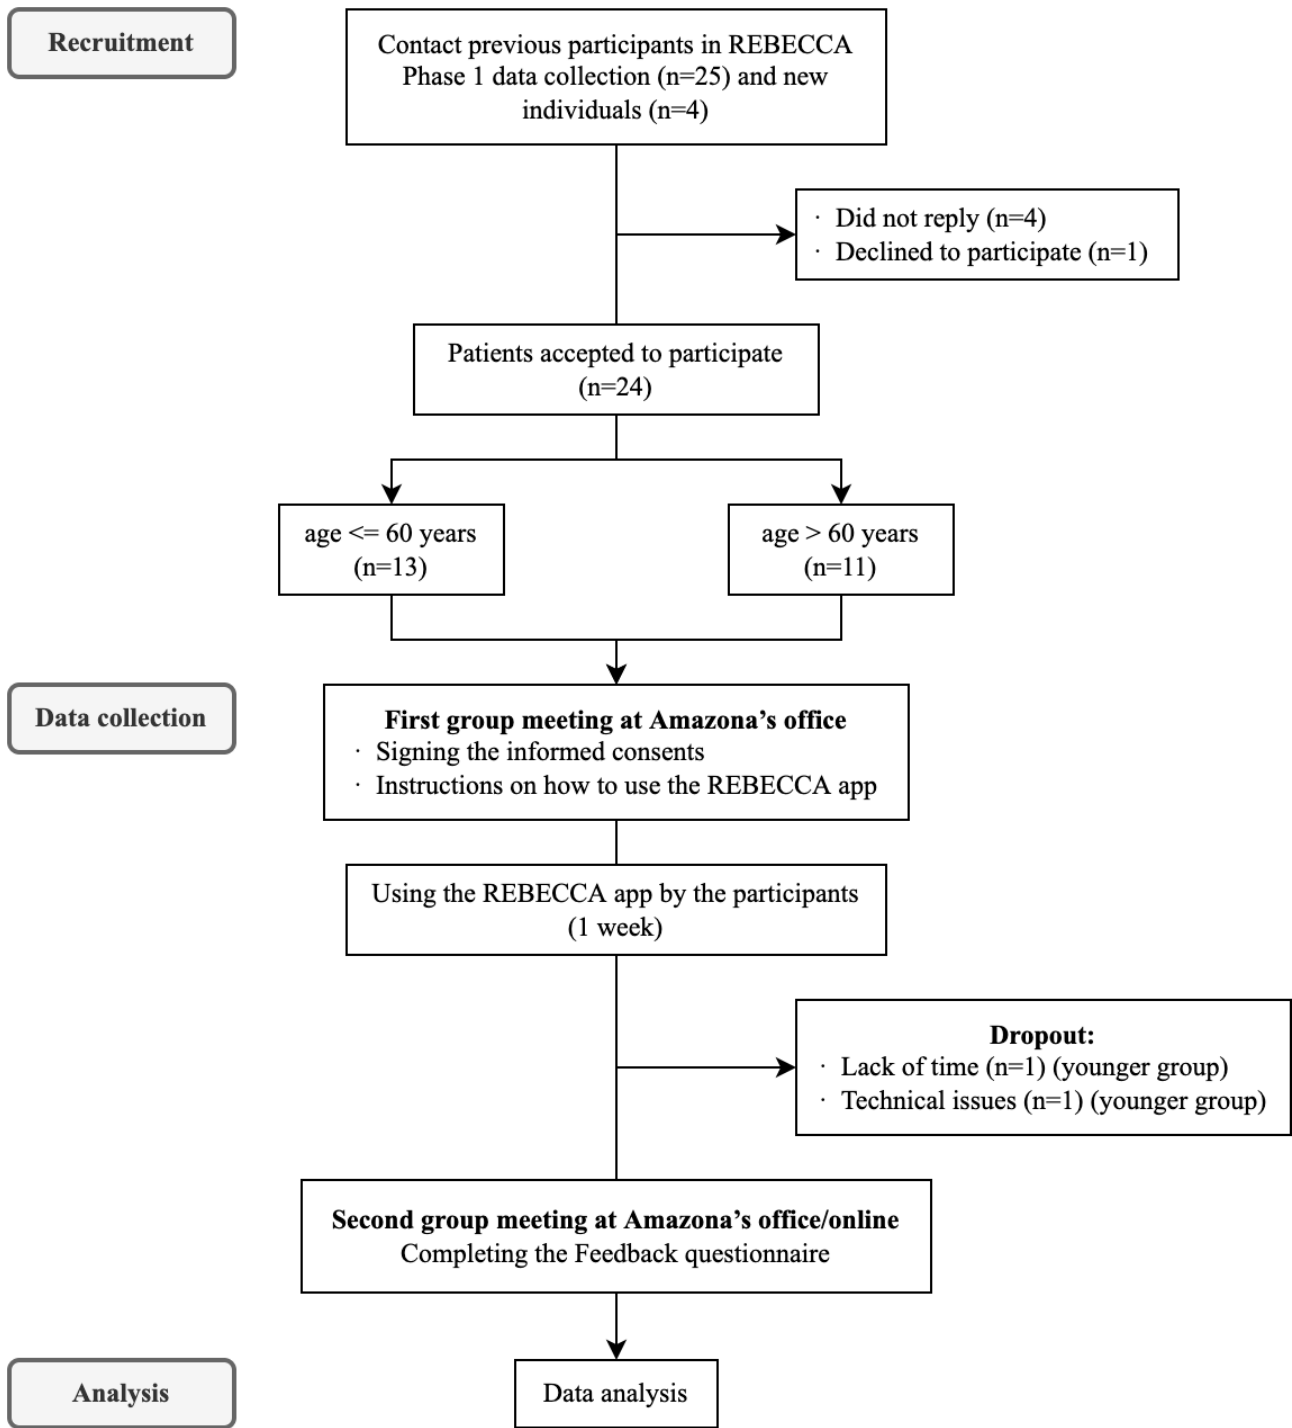 Recruitment
Contact previous participants in REBECCA
Phase 1 data collection (n=25) and new
individuals (n=4)
· Did not reply (n=4)
· Declined to participate (n=1)
Patients accepted to participate
(n=24)
age <= 60 years
(n=13)
age > 60 years
(n=11)
Data collection
First group meeting at Amazona’s office
· Signing the informed consents
· Instructions on how to use the REBECCA app
Using the REBECCA app by the participants
(1 week)
Dropout:
· Lack of time (n=1) (younger group)
· Technical issues (n=1) (younger group)
Second group meeting at Amazona’s office/online
Completing the Feedback questionnaire
Analysis
Data analysis